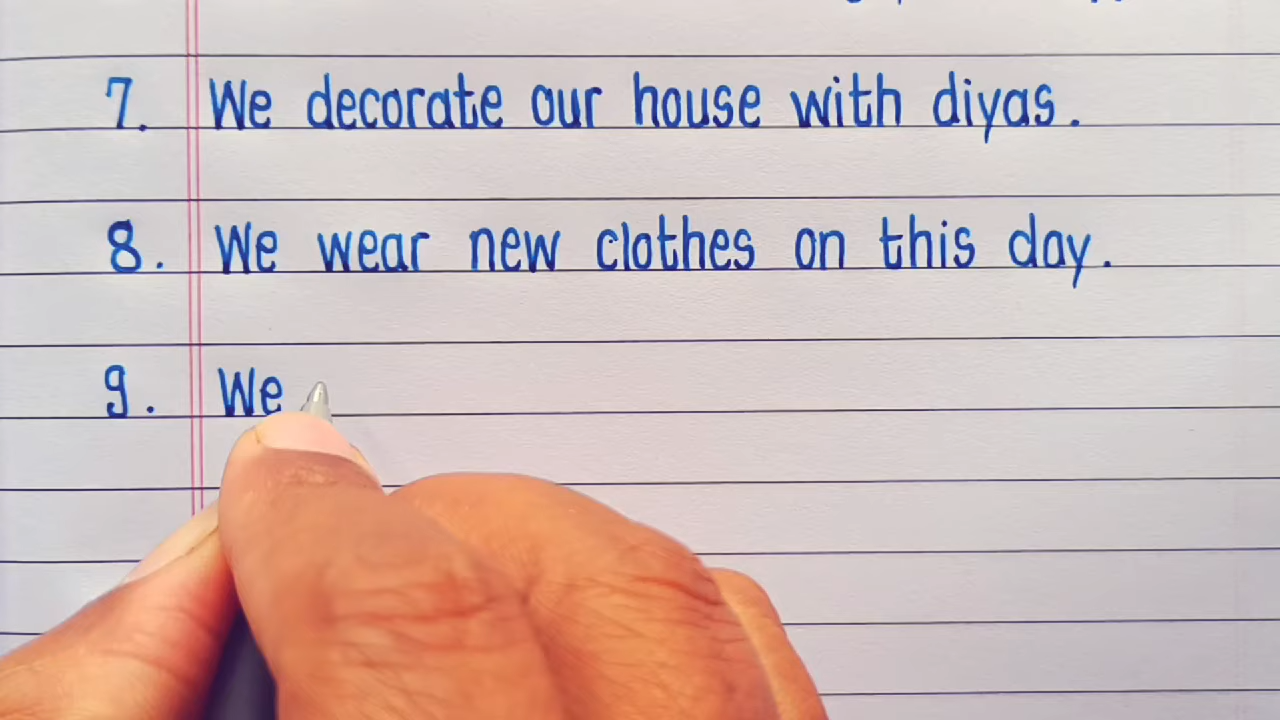 7. We decorate our house with diyas.
8. We wear new clothes on this day.
9. We